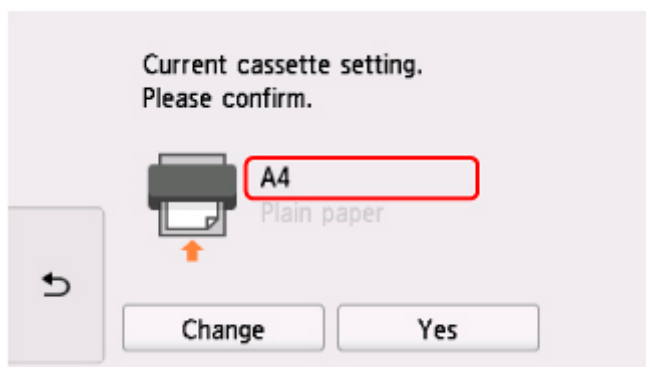 Current cassette setting.
Please confirm.
A4
Plain paper
Change
Yes